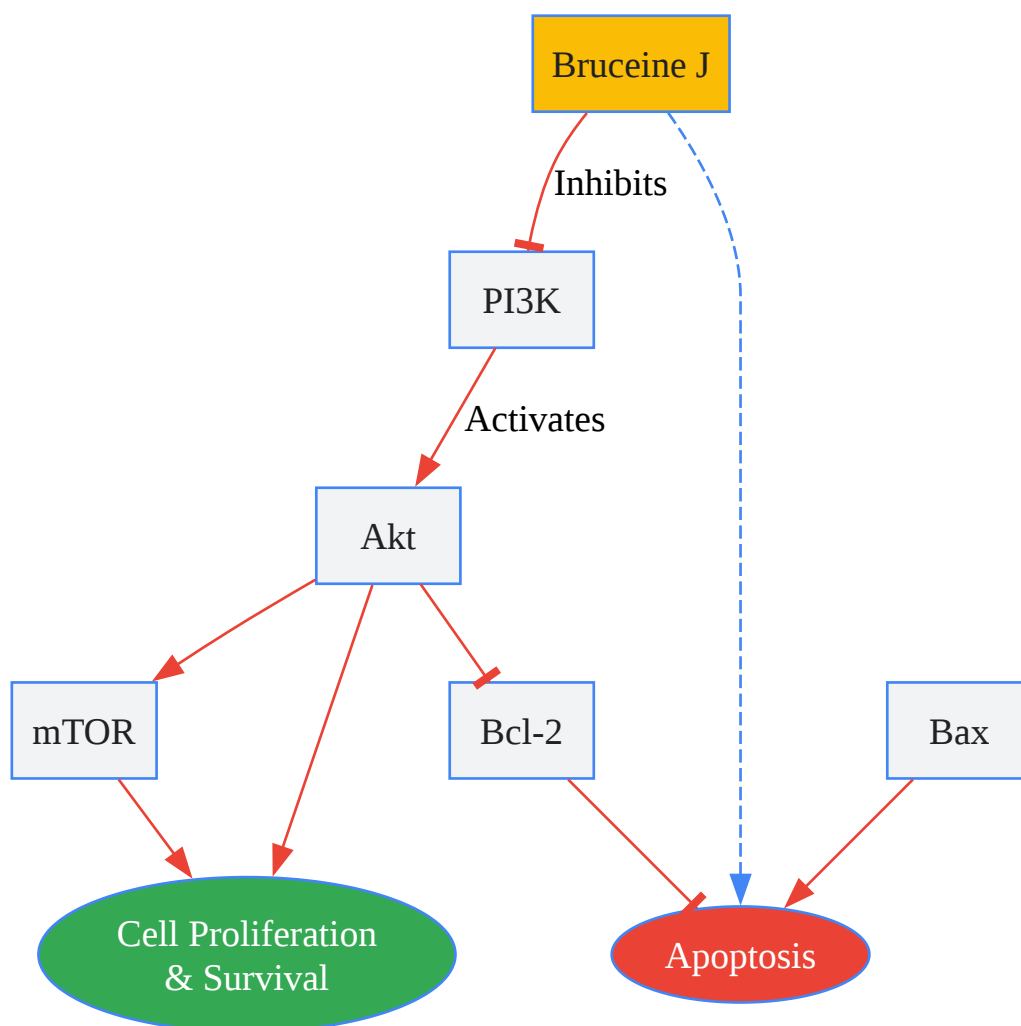 Bruceine J
Inhibits
PI3K
Activates
Akt
mTOR
Bcl-2
Bax
Cell Proliferation
& Survival
Apoptosis